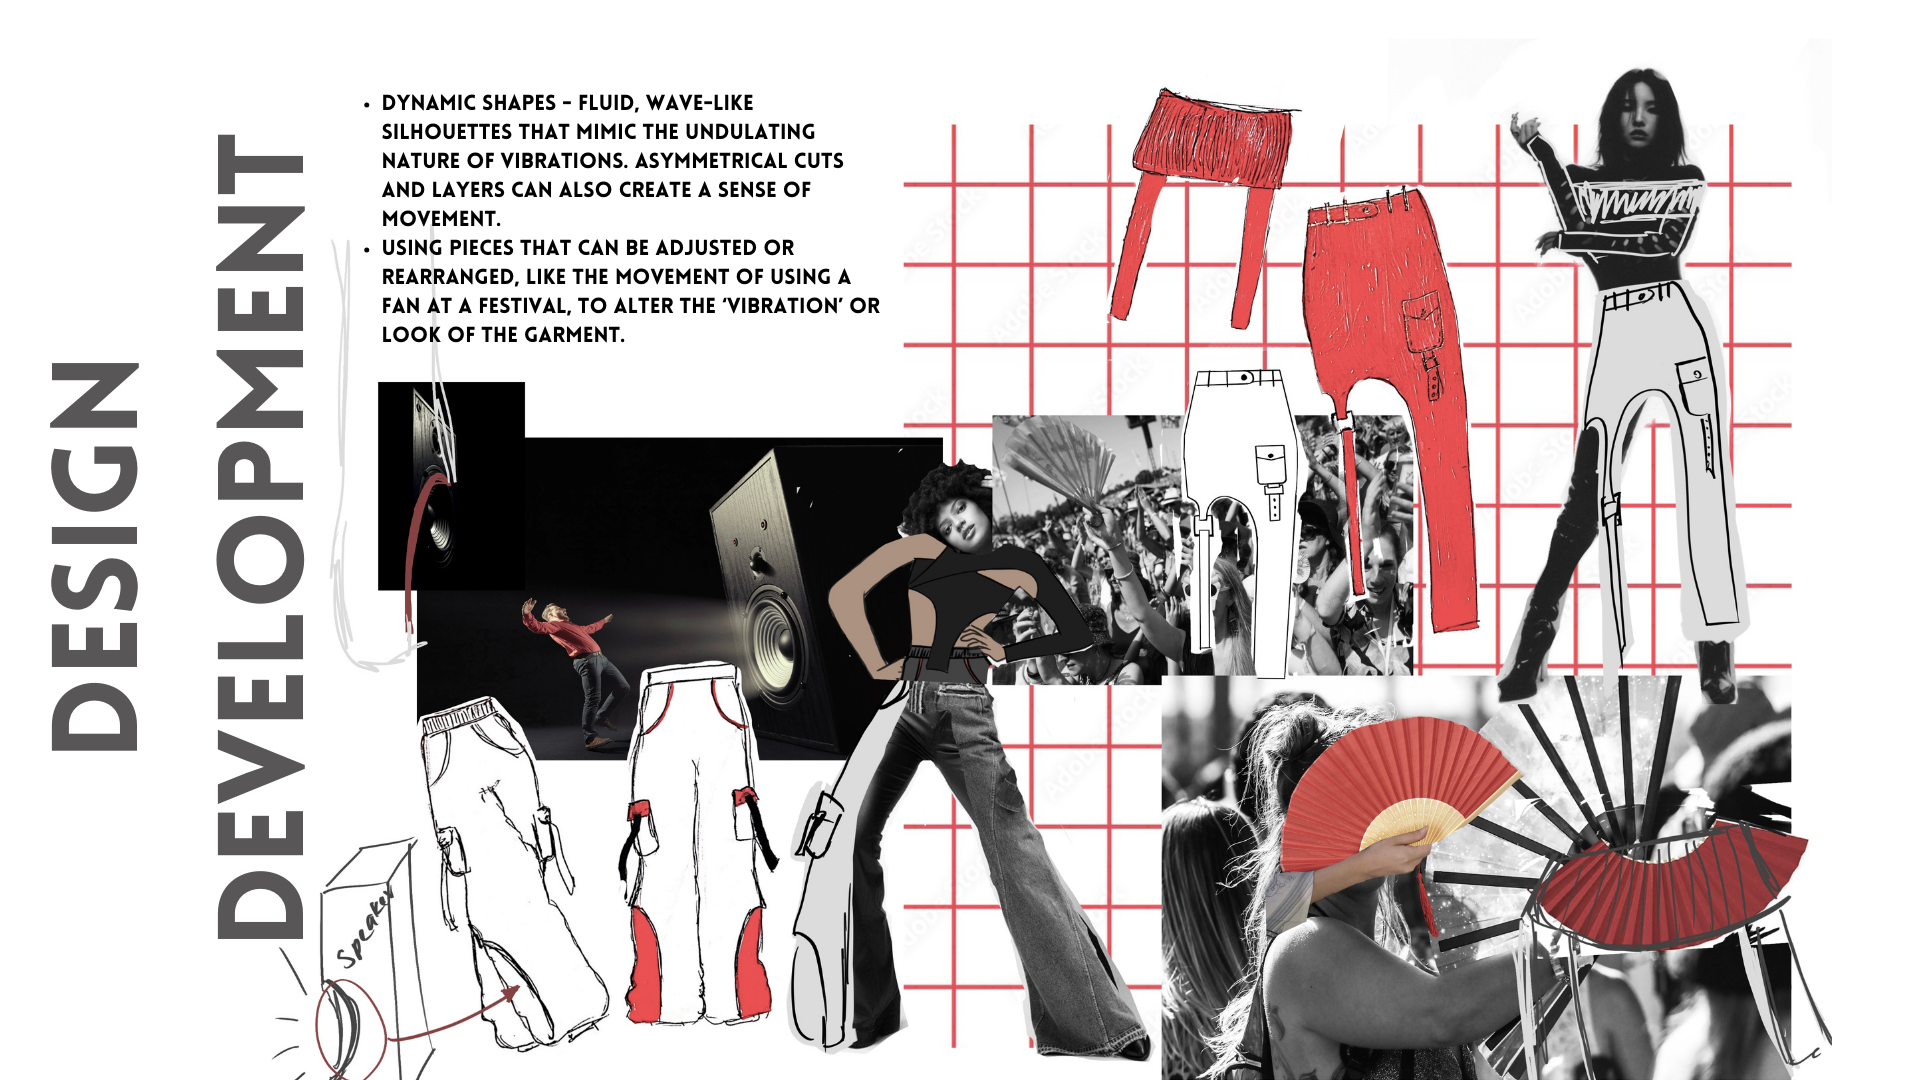 DESIGN
DEVELOPMENT
• DYNAMIC SHAPES - FLUID, WAVE-LIKE
SILHOUETTES THAT MIMIC THE UNDULATING
NATURE OF VIBRATIONS. ASYMMETRICAL CUTS
AND LAYERS CAN ALSO CREATE A SENSE OF
MOVEMENT.
• USING PIECES THAT CAN BE ADJUSTED OR
REARRANGED, LIKE THE MOVEMENT OF USING A
FAN AT A FESTIVAL, TO ALTER THE ‘VIBRATION’ OR
LOOK OF THE GARMENT.
Speaker
Adobe Stock